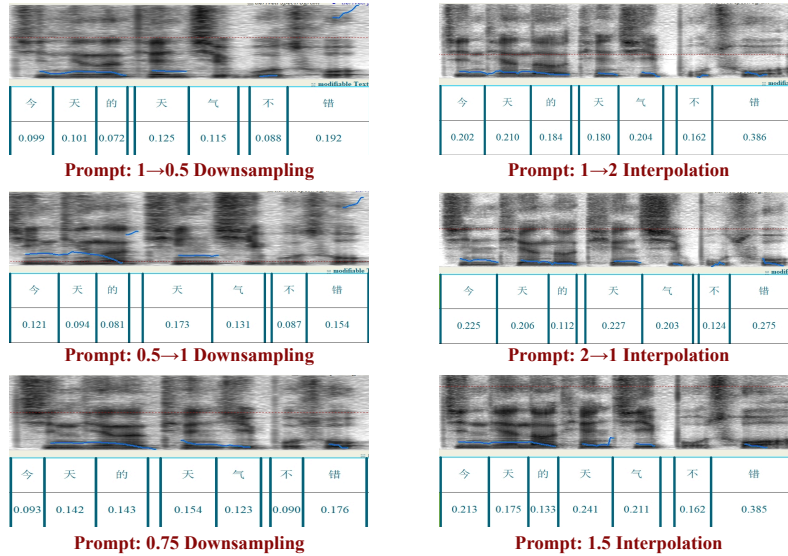 modifiable Text
今 天 的 天 气 不 错
0.099 0.101 0.072 0.125 0.115 0.088 0.192
Prompt: 1→0.5 Downsampling
modifiable Text
今 天 的 天 气 不 错
0.202 0.210 0.184 0.180 0.204 0.162 0.386
Prompt: 1→2 Interpolation
modifiable T
今 天 的 天 气 不 错
0.121 0.094 0.081 0.173 0.131 0.087 0.154
Prompt: 0.5→1 Downsampling
modifiable
今 天 的 天 气 不 错
0.225 0.206 0.112 0.227 0.203 0.124 0.275
Prompt: 2→1 Interpolation
今 天 的 天 气 不 错
0.093 0.142 0.143 0.154 0.123 0.090 0.176
Prompt: 0.75 Downsampling
modifiable
今 天 的 天 气 不 错
0.213 0.175 0.133 0.241 0.211 0.162 0.385
Prompt: 1.5 Interpolation